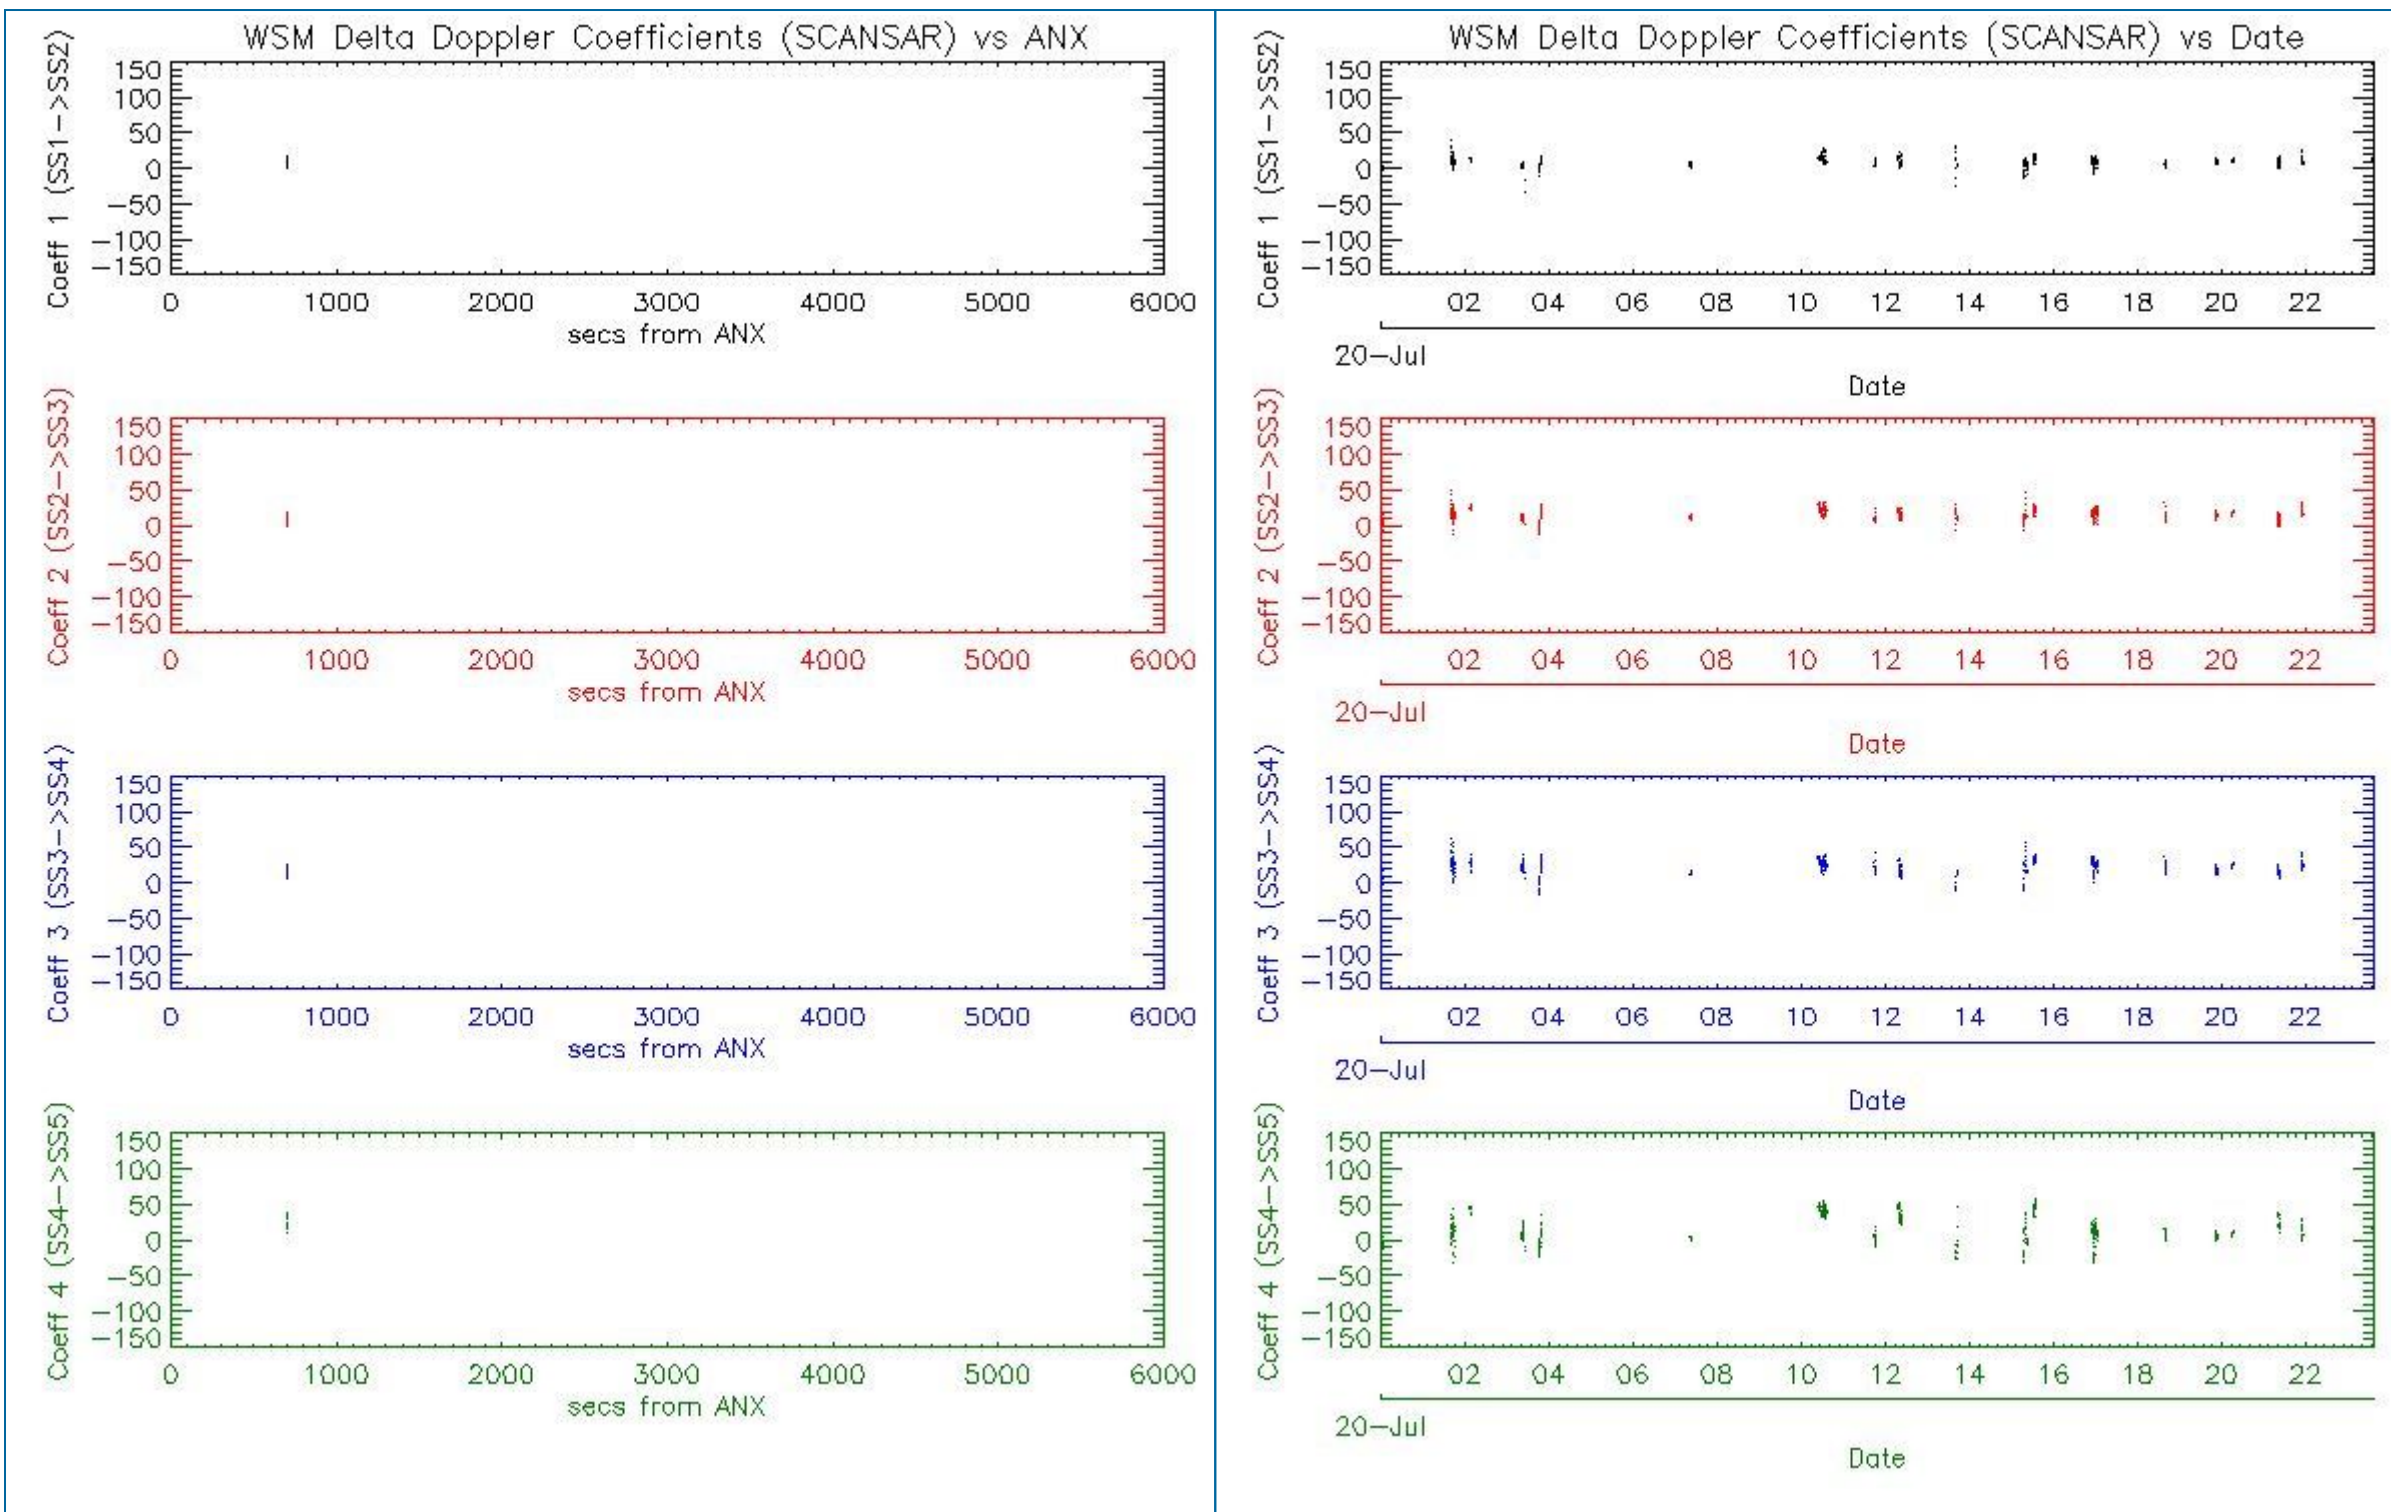 WSM Delta Doppler Coefficients (SCANSAR) vs ANX
Coeff 1 (SS1->SS2)
150
100
50
0
-50
-100
-150
0 1000 2000 3000 4000 5000 6000
secs from ANX
Coeff 2 (SS2->SS3)
150
100
50
0
-50
-100
-150
0 1000 2000 3000 4000 5000 6000
secs from ANX
Coeff 3 (SS3->SS4)
150
100
50
0
-50
-100
-150
0 1000 2000 3000 4000 5000 6000
secs from ANX
Coeff 4 (SS4->SS5)
150
100
50
0
-50
-100
-150
0 1000 2000 3000 4000 5000 6000
secs from ANX
WSM Delta Doppler Coefficients (SCANSAR) vs Date
Coeff 1 (SS1->SS2)
150
100
50
0
-50
-100
-150
02 04 06 08 10 12 14 16 18 20 22
20-Jul
Date
Coeff 2 (SS2->SS3)
150
100
50
0
-50
-100
-150
02 04 06 08 10 12 14 16 18 20 22
20-Jul
Date
Coeff 3 (SS3->SS4)
150
100
50
0
-50
-100
-150
02 04 06 08 10 12 14 16 18 20 22
20-Jul
Date
Coeff 4 (SS4->SS5)
150
100
50
0
-50
-100
-150
02 04 06 08 10 12 14 16 18 20 22
20-Jul
Date